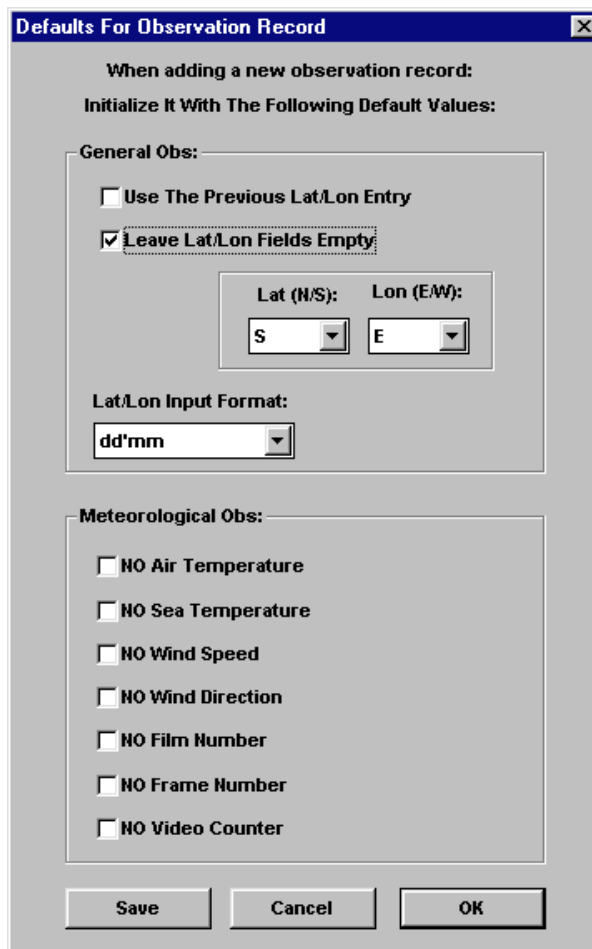 Defaults For Observation Record
When adding a new observation record:
Initialize It With The Following Default Values:
General Obs:
Use The Previous Lat/Lon Entry
Leave Lat/Lon Fields Empty
Lat (N/S): Lon (E/W):
S E
Lat/Lon Input Format:
dd'mm
Meteorological Obs:
NO Air Temperature
NO Sea Temperature
NO Wind Speed
NO Wind Direction
NO Film Number
NO Frame Number
NO Video Counter
Save Cancel OK